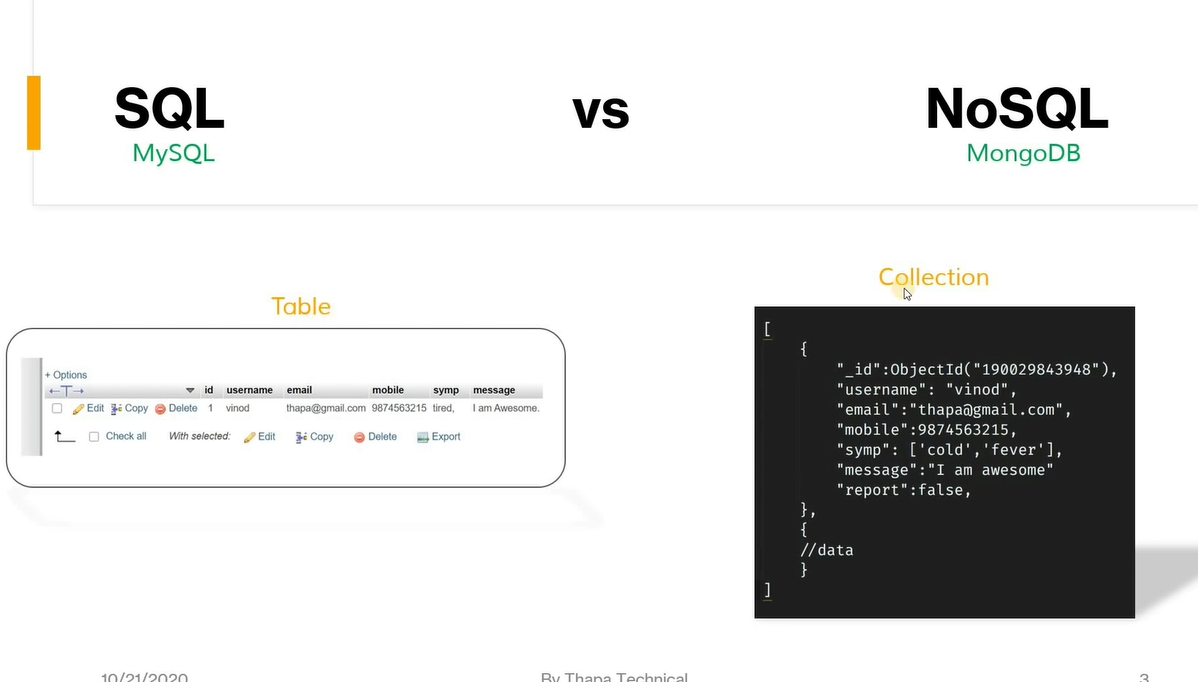 SQL vs NoSQL
MySQL MongoDB
Table
+ Options
←T→ id username email mobile symp message
Edit Copy Delete 1 vinod thapa@gmail.com 9874563215 tired, I am Awesome.
Check all With selected: Edit Copy Delete Export
Collection
[
{
"_id":ObjectId("190029843948"),
"username": "vinod",
"email":"thapa@gmail.com",
"mobile":9874563215,
"symp": ['cold','fever'],
"message":"I am awesome"
"report":false,
},
{
//data
}
]
10/21/2020 By Thapa Technical 3